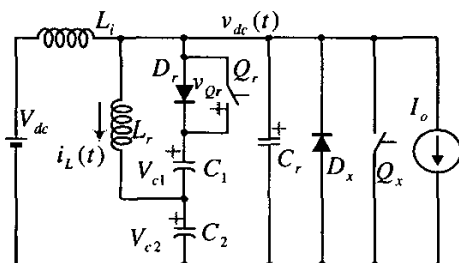 L_i
v_dc(t)
D_r
v_Qr
Q_r
V_dc
i_L(t)
L_r
I_o
V_c1
C_1
C_r
D_x
Q_x
V_c2
C_2